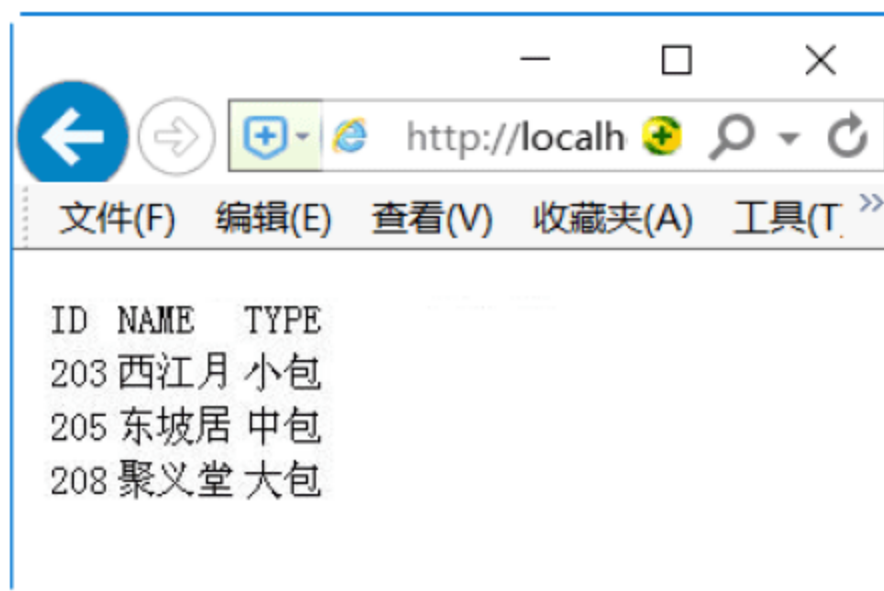 http://localh
文件(F) 编辑(E) 查看(V) 收藏夹(A) 工具(T
ID NAME TYPE
203 西江月 小包
205 东坡居 中包
208 聚义堂 大包